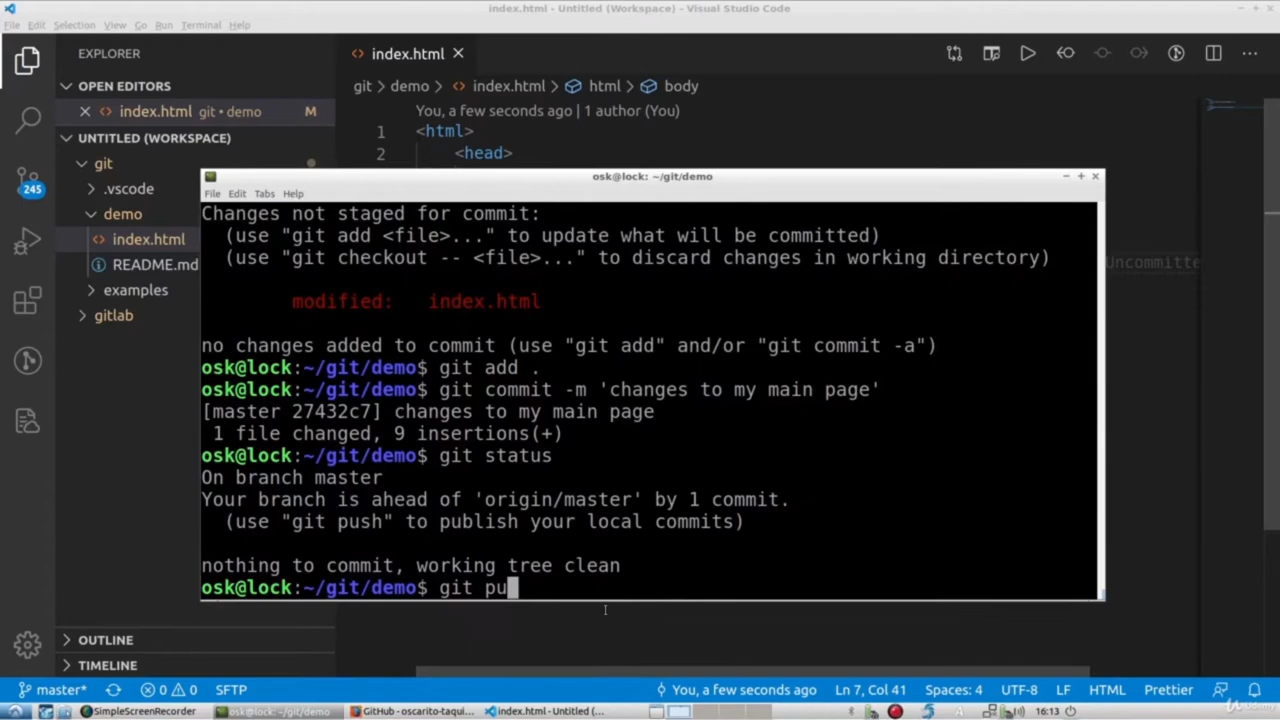 index.html - Untitled (Workspace) - Visual Studio Code
File Edit Selection View Go Run Terminal Help
EXPLORER
index.html
OPEN EDITORS
index.html git • demo M
UNTITLED (WORKSPACE)
git
.vscode
demo
index.html
README.md
examples
gitlab
245
git > demo > index.html > html > body
You, a few seconds ago | 1 author (You)
1 <html>
2 <head>
Uncommitte
osk@lock: ~/git/demo
File Edit Tabs Help
Changes not staged for commit:
(use "git add <file>..." to update what will be committed)
(use "git checkout -- <file>..." to discard changes in working directory)
modified: index.html
no changes added to commit (use "git add" and/or "git commit -a")
osk@lock:~/git/demo$ git add .
osk@lock:~/git/demo$ git commit -m 'changes to my main page'
[master 27432c7] changes to my main page
1 file changed, 9 insertions(+)
osk@lock:~/git/demo$ git status
On branch master
Your branch is ahead of 'origin/master' by 1 commit.
(use "git push" to publish your local commits)
nothing to commit, working tree clean
osk@lock:~/git/demo$ git pu
OUTLINE
TIMELINE
master* 0 0 SFTP You, a few seconds ago Ln 7, Col 41 Spaces: 4 UTF-8 LF HTML Prettier
SimpleScreenRecorder osk@lock: ~/git/demo GitHub - oscarito-taqui... index.html - Untitled (... 16:13
Udemy